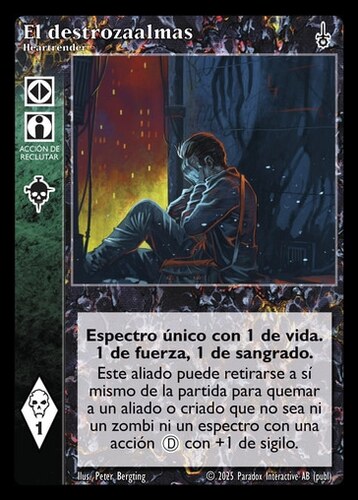 El destrozaalmas
Heartrender
ACCIÓN DE
RECLUTAR
Espectro único con 1 de vida.
1 de fuerza, 1 de sangrado.
Este aliado puede retirarse a sí
mismo de la partida para quemar
a un aliado o criado que no sea ni
un zombi ni un espectro con una
acción Ⓓ con +1 de sigilo.
1
Ilus: Peter Bergting
© 2025 Paradox Interactive AB (publ)